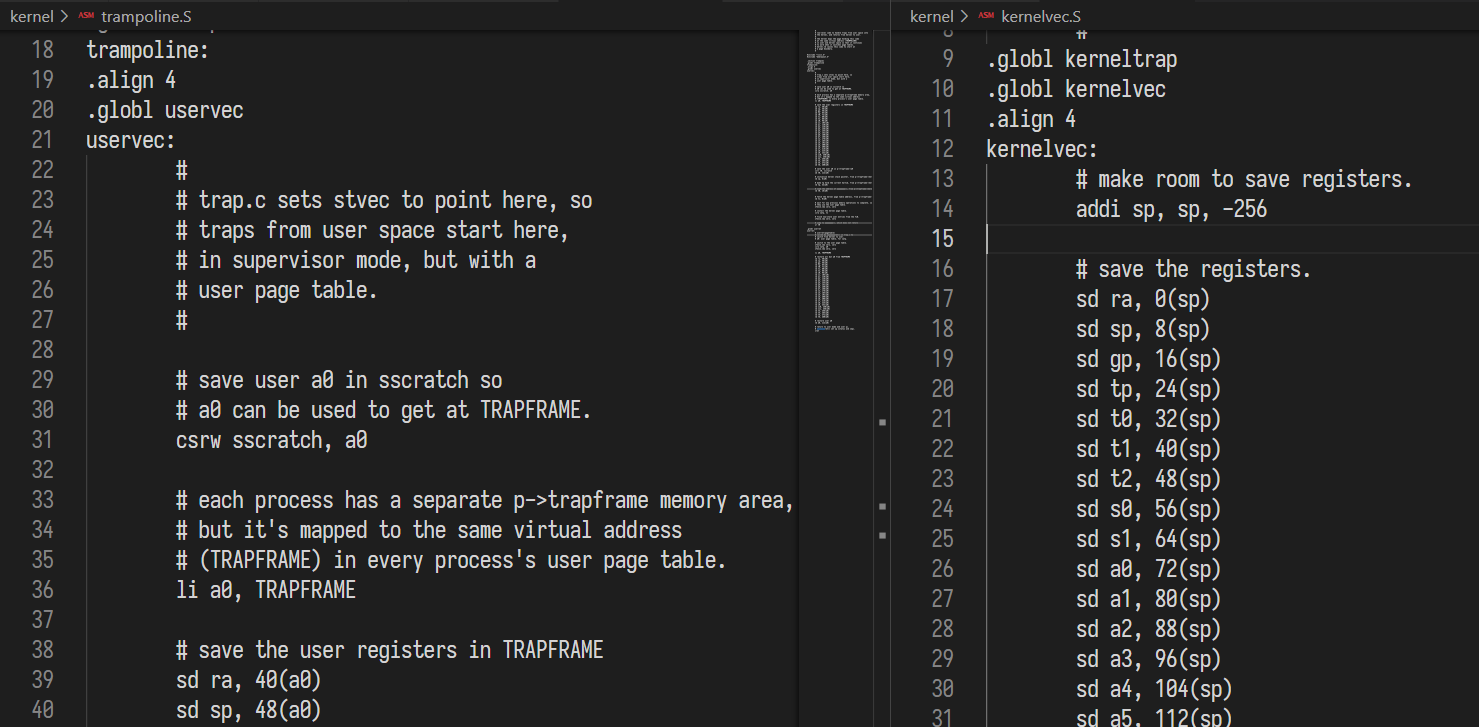 kernel > ASM trampoline.S
18 trampoline:
19 .align 4
20 .globl uservec
21 uservec:
22 #
23 # trap.c sets stvec to point here, so
24 # traps from user space start here,
25 # in supervisor mode, but with a
26 # user page table.
27 #
28
29 # save user a0 in sscratch so
30 # a0 can be used to get at TRAPFRAME.
31 csrw sscratch, a0
32
33 # each process has a separate p->trapframe memory area,
34 # but it's mapped to the same virtual address
35 # (TRAPFRAME) in every process's user page table.
36 li a0, TRAPFRAME
37
38 # save the user registers in TRAPFRAME
39 sd ra, 40(a0)
40 sd sp, 48(a0)
kernel > ASM kernelvec.S
8 #
9 .globl kerneltrap
10 .globl kernelvec
11 .align 4
12 kernelvec:
13 # make room to save registers.
14 addi sp, sp, -256
15
16 # save the registers.
17 sd ra, 0(sp)
18 sd sp, 8(sp)
19 sd gp, 16(sp)
20 sd tp, 24(sp)
21 sd t0, 32(sp)
22 sd t1, 40(sp)
23 sd t2, 48(sp)
24 sd s0, 56(sp)
25 sd s1, 64(sp)
26 sd a0, 72(sp)
27 sd a1, 80(sp)
28 sd a2, 88(sp)
29 sd a3, 96(sp)
30 sd a4, 104(sp)
31 sd a5, 112(sp)